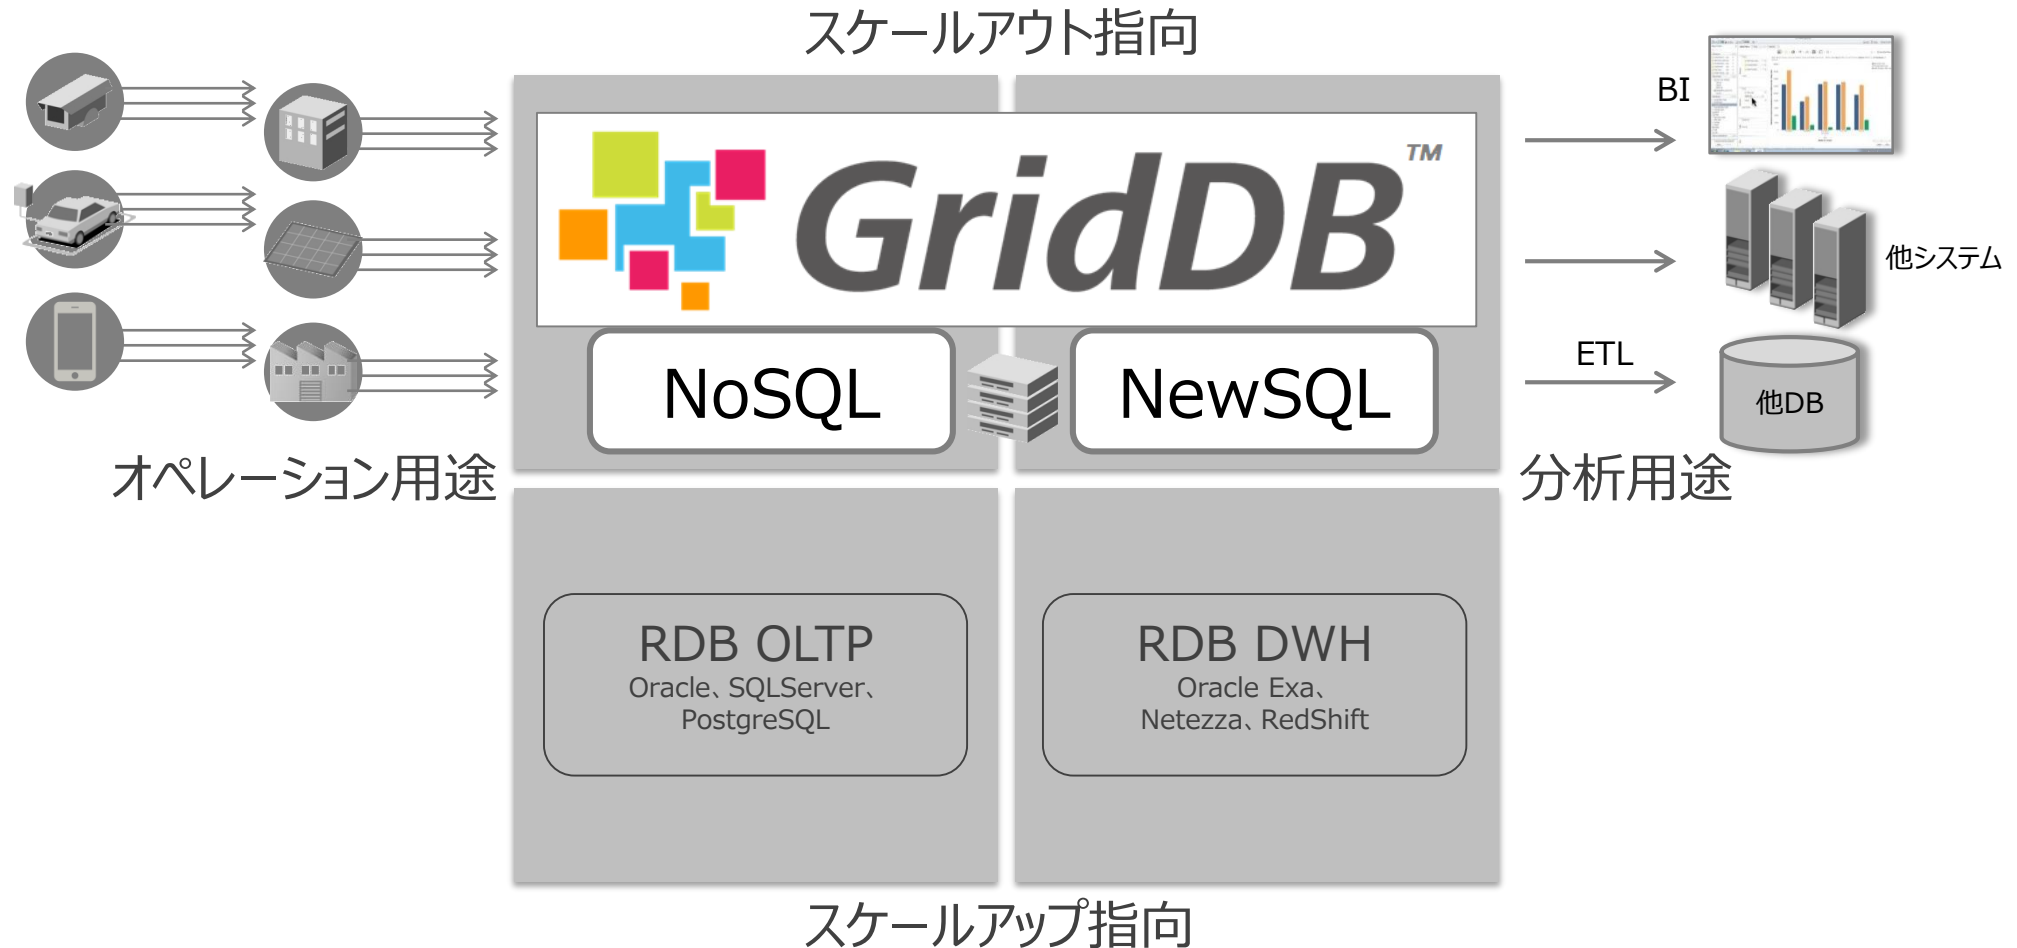 スケールアウト指向
BI
GridDB™
他システム
NoSQL
NewSQL
ETL
他DB
オペレーション用途
分析用途
RDB OLTP
Oracle、SQLServer、
PostgreSQL
RDB DWH
Oracle Exa、
Netezza、RedShift
スケールアップ指向